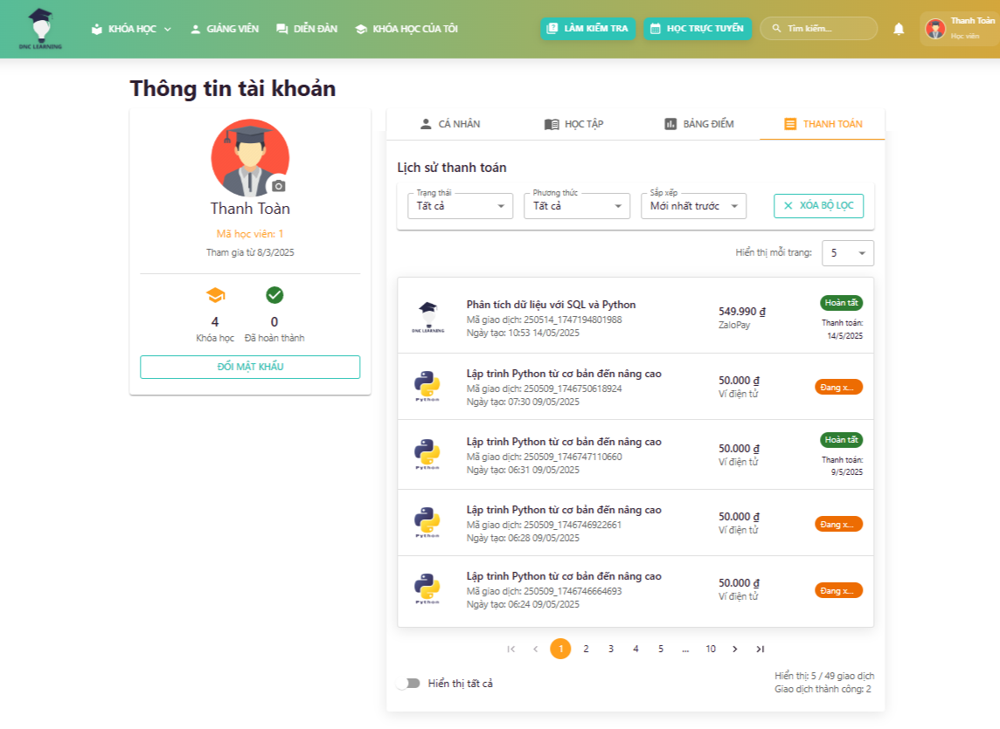 DNC LEARNING
KHÓA HỌC
GIẢNG VIÊN
DIỄN ĐÀN
KHÓA HỌC CỦA TÔI
LÀM KIỂM TRA
HỌC TRỰC TUYẾN
Tìm kiếm...
Thanh Toàn
Học viên
Thông tin tài khoản
Thanh Toàn
Mã học viên: 1
Tham gia từ 8/3/2025
4
Khóa học
0
Đã hoàn thành
ĐỔI MẬT KHẨU
CÁ NHÂN
HỌC TẬP
BẢNG ĐIỂM
THANH TOÁN
Lịch sử thanh toán
Trạng thái
Tất cả
Phương thức
Tất cả
Sắp xếp
Mới nhất trước
XÓA BỘ LỌC
Hiển thị mỗi trang:
5
DNC LEARNING
Phân tích dữ liệu với SQL và Python
Mã giao dịch: 250514_1747194801988
Ngày tạo: 10:53 14/05/2025
549.990 ₫
ZaloPay
Hoàn tất
Thanh toán:
14/5/2025
Python
Lập trình Python từ cơ bản đến nâng cao
Mã giao dịch: 250509_1746750618924
Ngày tạo: 07:30 09/05/2025
50.000 ₫
Ví điện tử
Đang x...
Python
Lập trình Python từ cơ bản đến nâng cao
Mã giao dịch: 250509_1746747110660
Ngày tạo: 06:31 09/05/2025
50.000 ₫
Ví điện tử
Hoàn tất
Thanh toán:
9/5/2025
Python
Lập trình Python từ cơ bản đến nâng cao
Mã giao dịch: 250509_1746746922661
Ngày tạo: 06:28 09/05/2025
50.000 ₫
Ví điện tử
Đang x...
Python
Lập trình Python từ cơ bản đến nâng cao
Mã giao dịch: 250509_1746746664693
Ngày tạo: 06:24 09/05/2025
50.000 ₫
Ví điện tử
Đang x...
1 2 3 4 5 ... 10
Hiển thị tất cả
Hiển thị: 5 / 49 giao dịch
Giao dịch thành công: 2